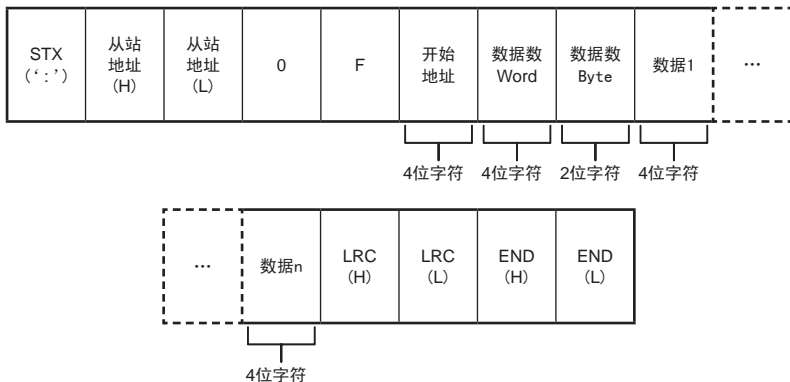 STX
(‘:’)
从站
地址
(H)
从站
地址
(L)
0
F
开始
地址
数据数
Word
数据数
Byte
数据1
…
4位字符
4位字符
2位字符
4位字符
…
数据n
LRC
(H)
LRC
(L)
END
(H)
END
(L)
4位字符